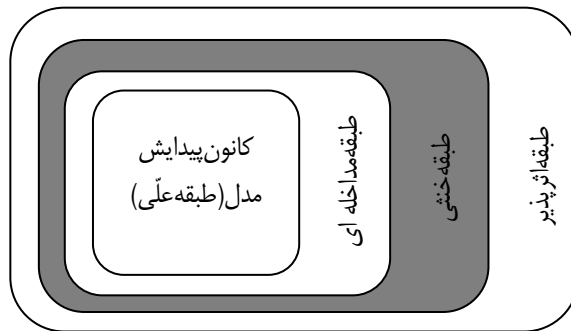 کانون‌پیدایش
مدل(طبقه‌علّی)
طبقه‌مداخله ای
طبقه‌خنثی
طبقه‌اثرپذیر